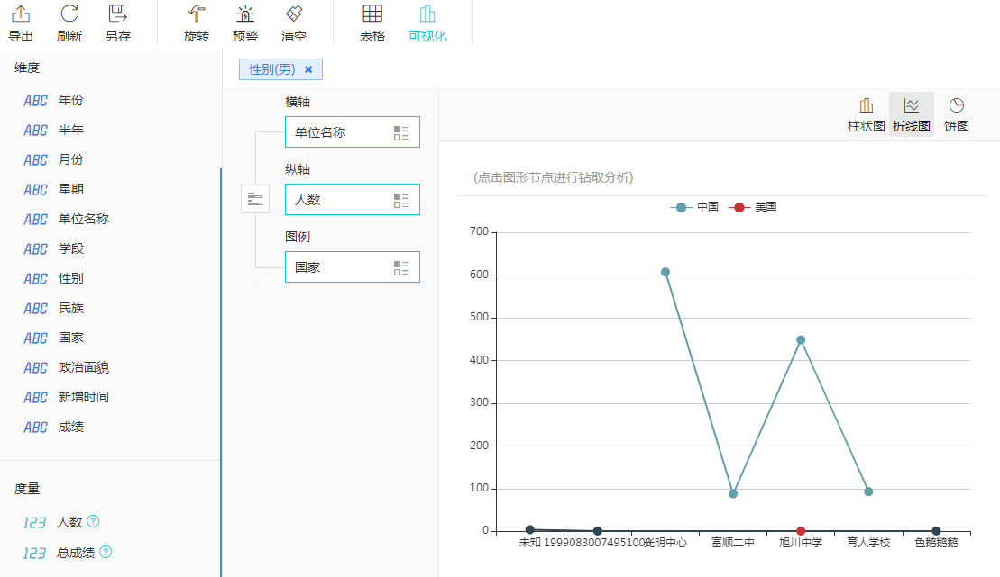 导出 刷新 另存 旋转 预警 清空 表格 可视化
维度
ABC 年份
ABC 半年
ABC 月份
ABC 星期
ABC 单位名称
ABC 学段
ABC 性别
ABC 民族
ABC 国家
ABC 政治面貌
ABC 新增时间
ABC 成绩
度量
123 人数 ?
123 总成绩 ?
性别(男) ×
横轴
单位名称
纵轴
人数
图例
国家
柱状图 折线图 饼图
(点击图形节点进行钻取分析)
中国 美国
700
600
500
400
300
200
100
0
未知 199908300749510 光明中心 富顺二中 旭川中学 育人学校 色鹅鹅鹅